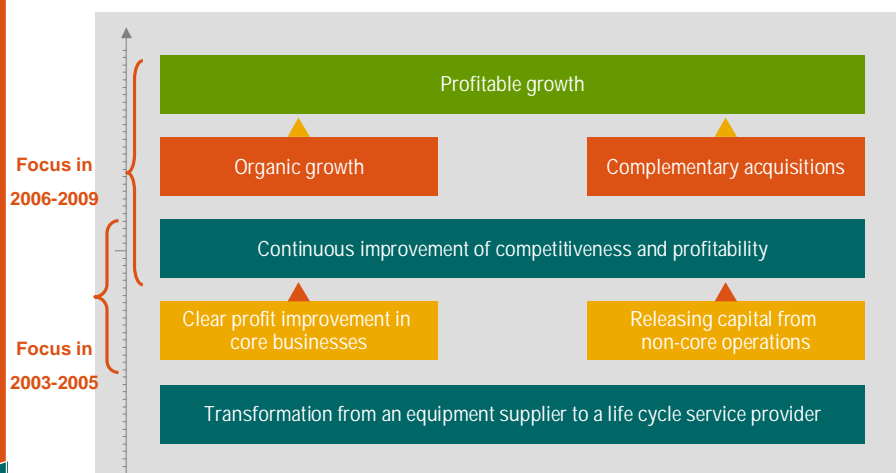 Profitable growth
Focus in
2006-2009
Organic growth
Complementary acquisitions
Continuous improvement of competitiveness and profitability
Focus in
2003-2005
Clear profit improvement in
core businesses
Releasing capital from
non-core operations
Transformation from an equipment supplier to a life cycle service provider